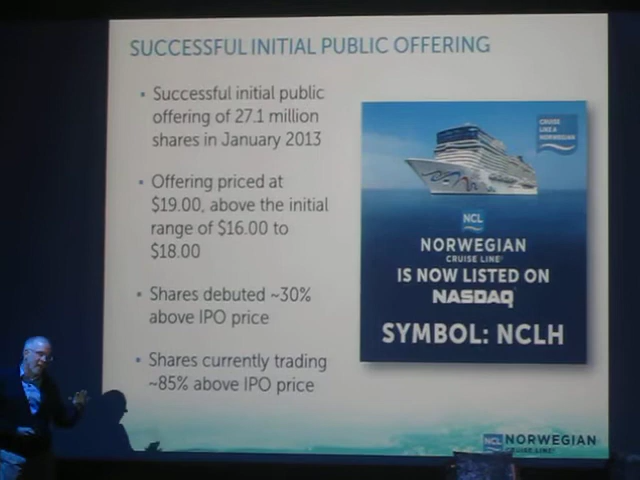 SUCCESSFUL INITIAL PUBLIC OFFERING
• Successful initial public
offering of 27.1 million
shares in January 2013
• Offering priced at
$19.00, above the initial
range of $16.00 to
$18.00
• Shares debuted ~30%
above IPO price
• Shares currently trading
~85% above IPO price
CRUISE
LIKE A
NORWEGIAN
NCL
NORWEGIAN
CRUISE LINE®
IS NOW LISTED ON
NASDAQ
SYMBOL: NCLH
NCL NORWEGIAN
CRUISE LINE®